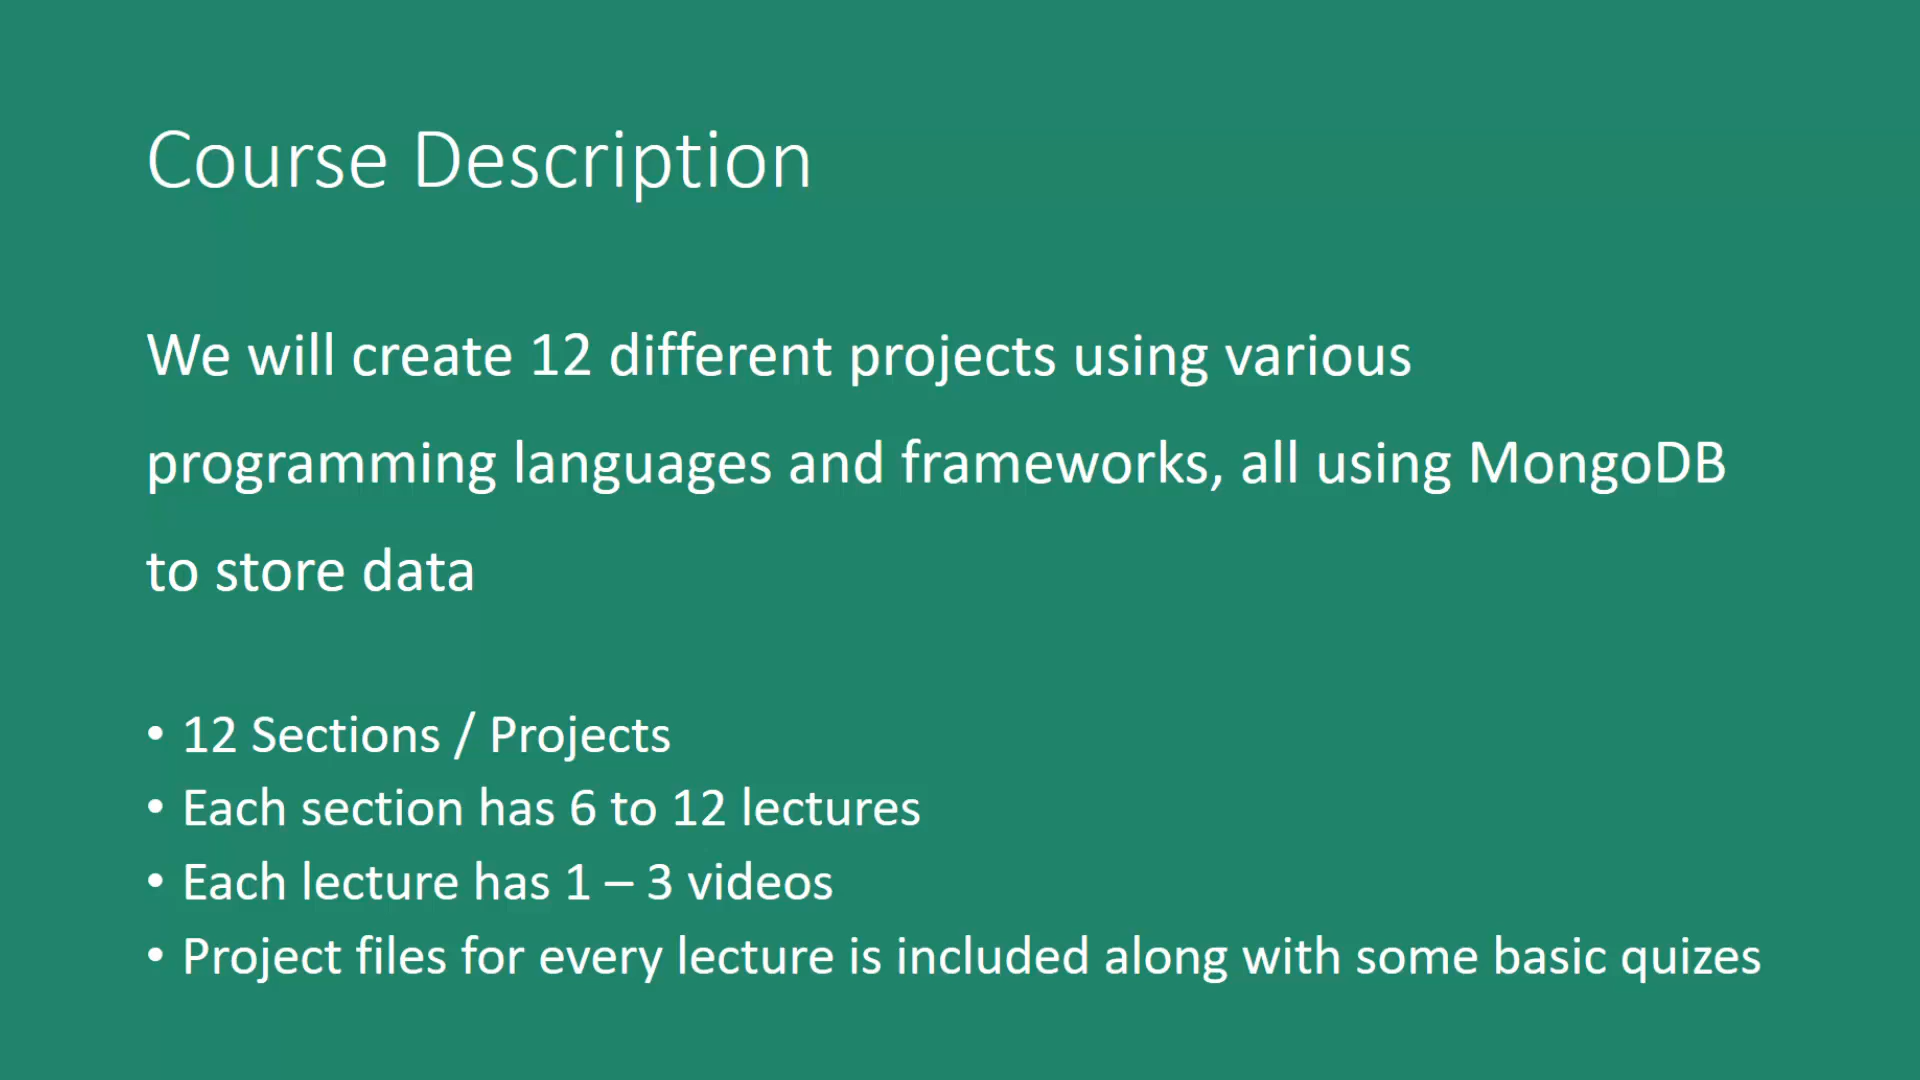 Course Description
We will create 12 different projects using various
programming languages and frameworks, all using MongoDB
to store data
• 12 Sections / Projects
• Each section has 6 to 12 lectures
• Each lecture has 1 – 3 videos
• Project files for every lecture is included along with some basic quizes